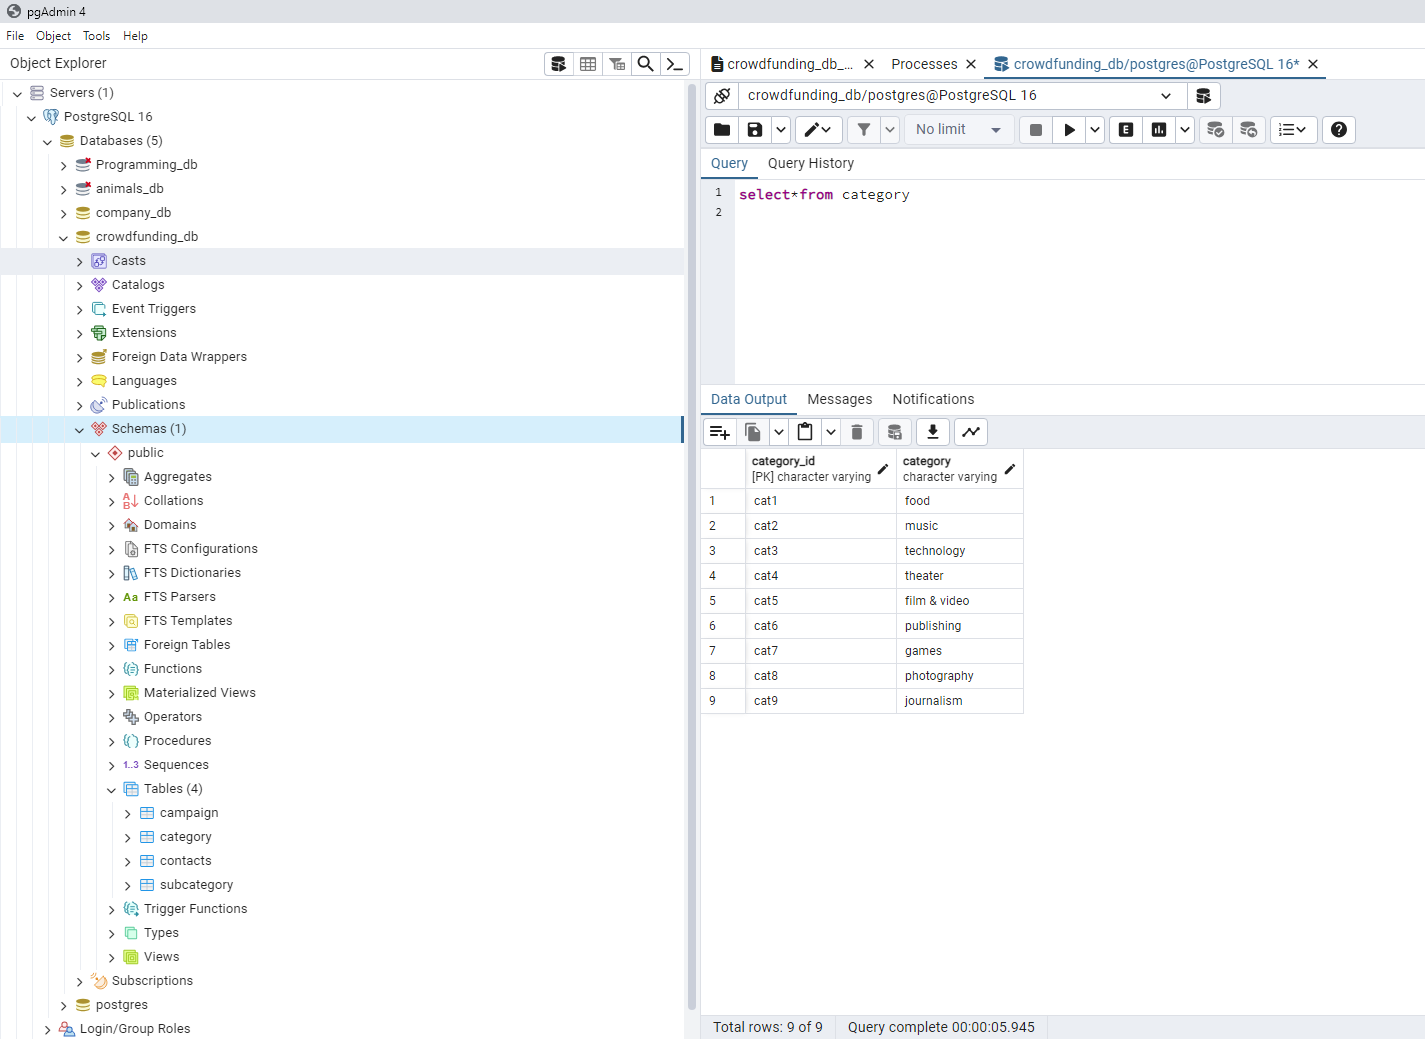 pgAdmin 4
File Object Tools Help
Object Explorer
Servers (1)
PostgreSQL 16
Databases (5)
Programming_db
animals_db
company_db
crowdfunding_db
Casts
Catalogs
Event Triggers
Extensions
Foreign Data Wrappers
Languages
Publications
Schemas (1)
public
Aggregates
Collations
Domains
FTS Configurations
FTS Dictionaries
Aa FTS Parsers
FTS Templates
Foreign Tables
Functions
Materialized Views
Operators
Procedures
1..3 Sequences
Tables (4)
campaign
category
contacts
subcategory
Trigger Functions
Types
Views
Subscriptions
postgres
Login/Group Roles
crowdfunding_db_... Processes crowdfunding_db/postgres@PostgreSQL 16*
crowdfunding_db/postgres@PostgreSQL 16
No limit E
Query Query History
1 select*from category
2
Data Output Messages Notifications
category_id category
[PK] character varying character varying
1 cat1 food
2 cat2 music
3 cat3 technology
4 cat4 theater
5 cat5 film & video
6 cat6 publishing
7 cat7 games
8 cat8 photography
9 cat9 journalism
Total rows: 9 of 9 Query complete 00:00:05.945